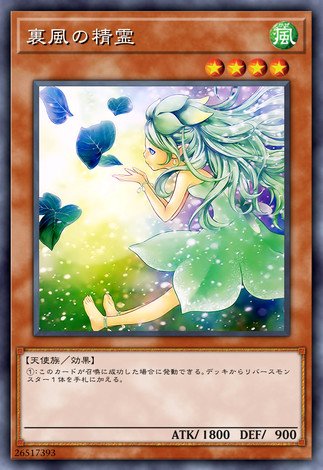 裏風の精霊
風
【天使族／効果】
①：このカードが召喚に成功した場合に発動できる。デッキからリバースモン
スター１体を手札に加える。
ATK/ 1800 DEF/ 900
26517393